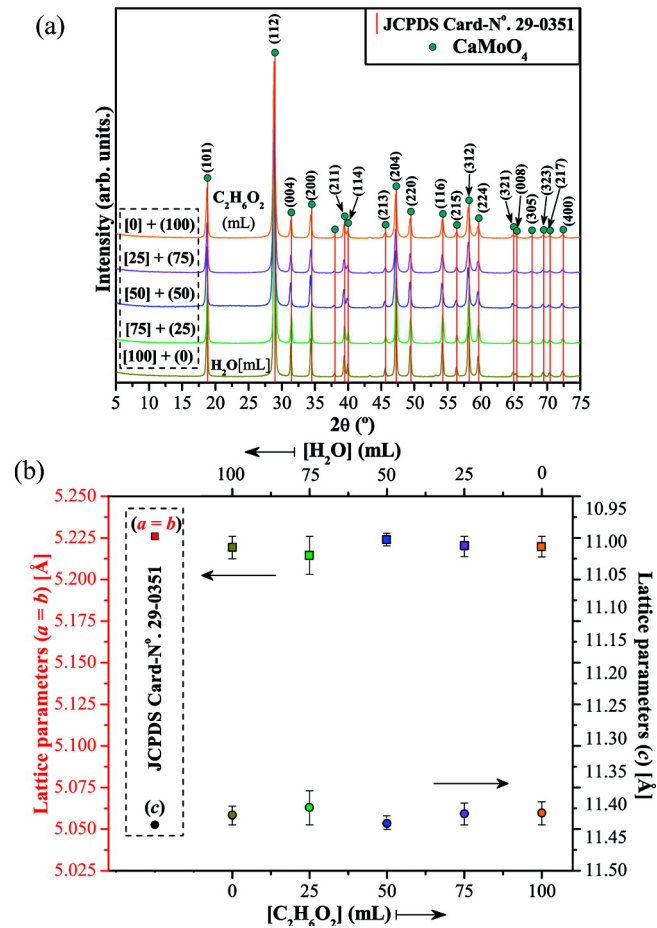 (a)
JCPDS Card-Nº. 29-0351
CaMoO4
Intensity (arb. units.)
(101)
(112)
(004)
(200)
(211)
(114)
(213)
(204)
(220)
(116)
(215)
(312)
(224)
(321)
(008)
(305)
(323)
(217)
(400)
C2H6O2
(mL)
[0] + (100)
[25] + (75)
[50] + (50)
[75] + (25)
[100] + (0)
H2O[mL]
5 10 15 20 25 30 35 40 45 50 55 60 65 70 75
2θ (º)
(b)
[H2O] (mL)
100 75 50 25 0
Lattice parameters (a = b) [Å]
5.250
5.225
5.200
5.175
5.150
5.125
5.100
5.075
5.050
5.025
(a = b)
JCPDS Card-Nº. 29-0351
(c)
10.95
11.00
11.05
11.10
11.15
11.20
11.25
11.30
11.35
11.40
11.45
11.50
Lattice parameters (c) [Å]
0 25 50 75 100
[C2H6O2] (mL)